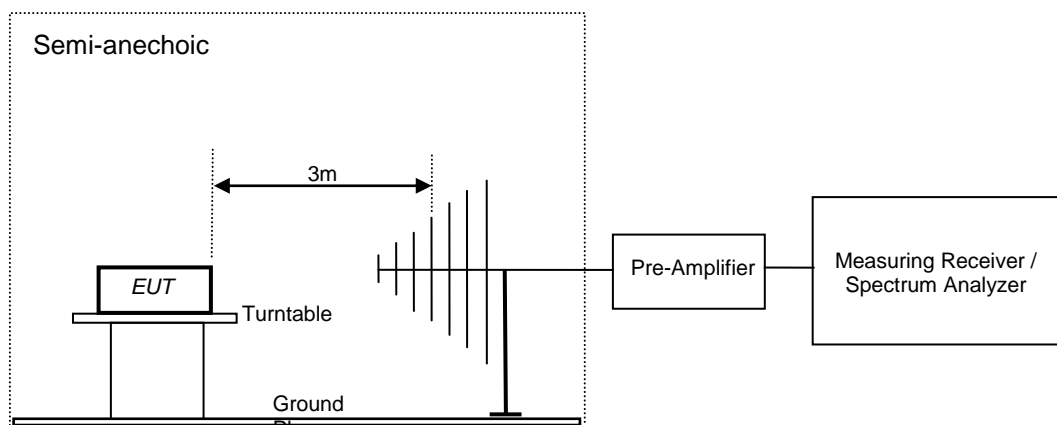 Semi-anechoic
3m
EUT
Turntable
Ground
Pre-Amplifier
Measuring Receiver /
Spectrum Analyzer